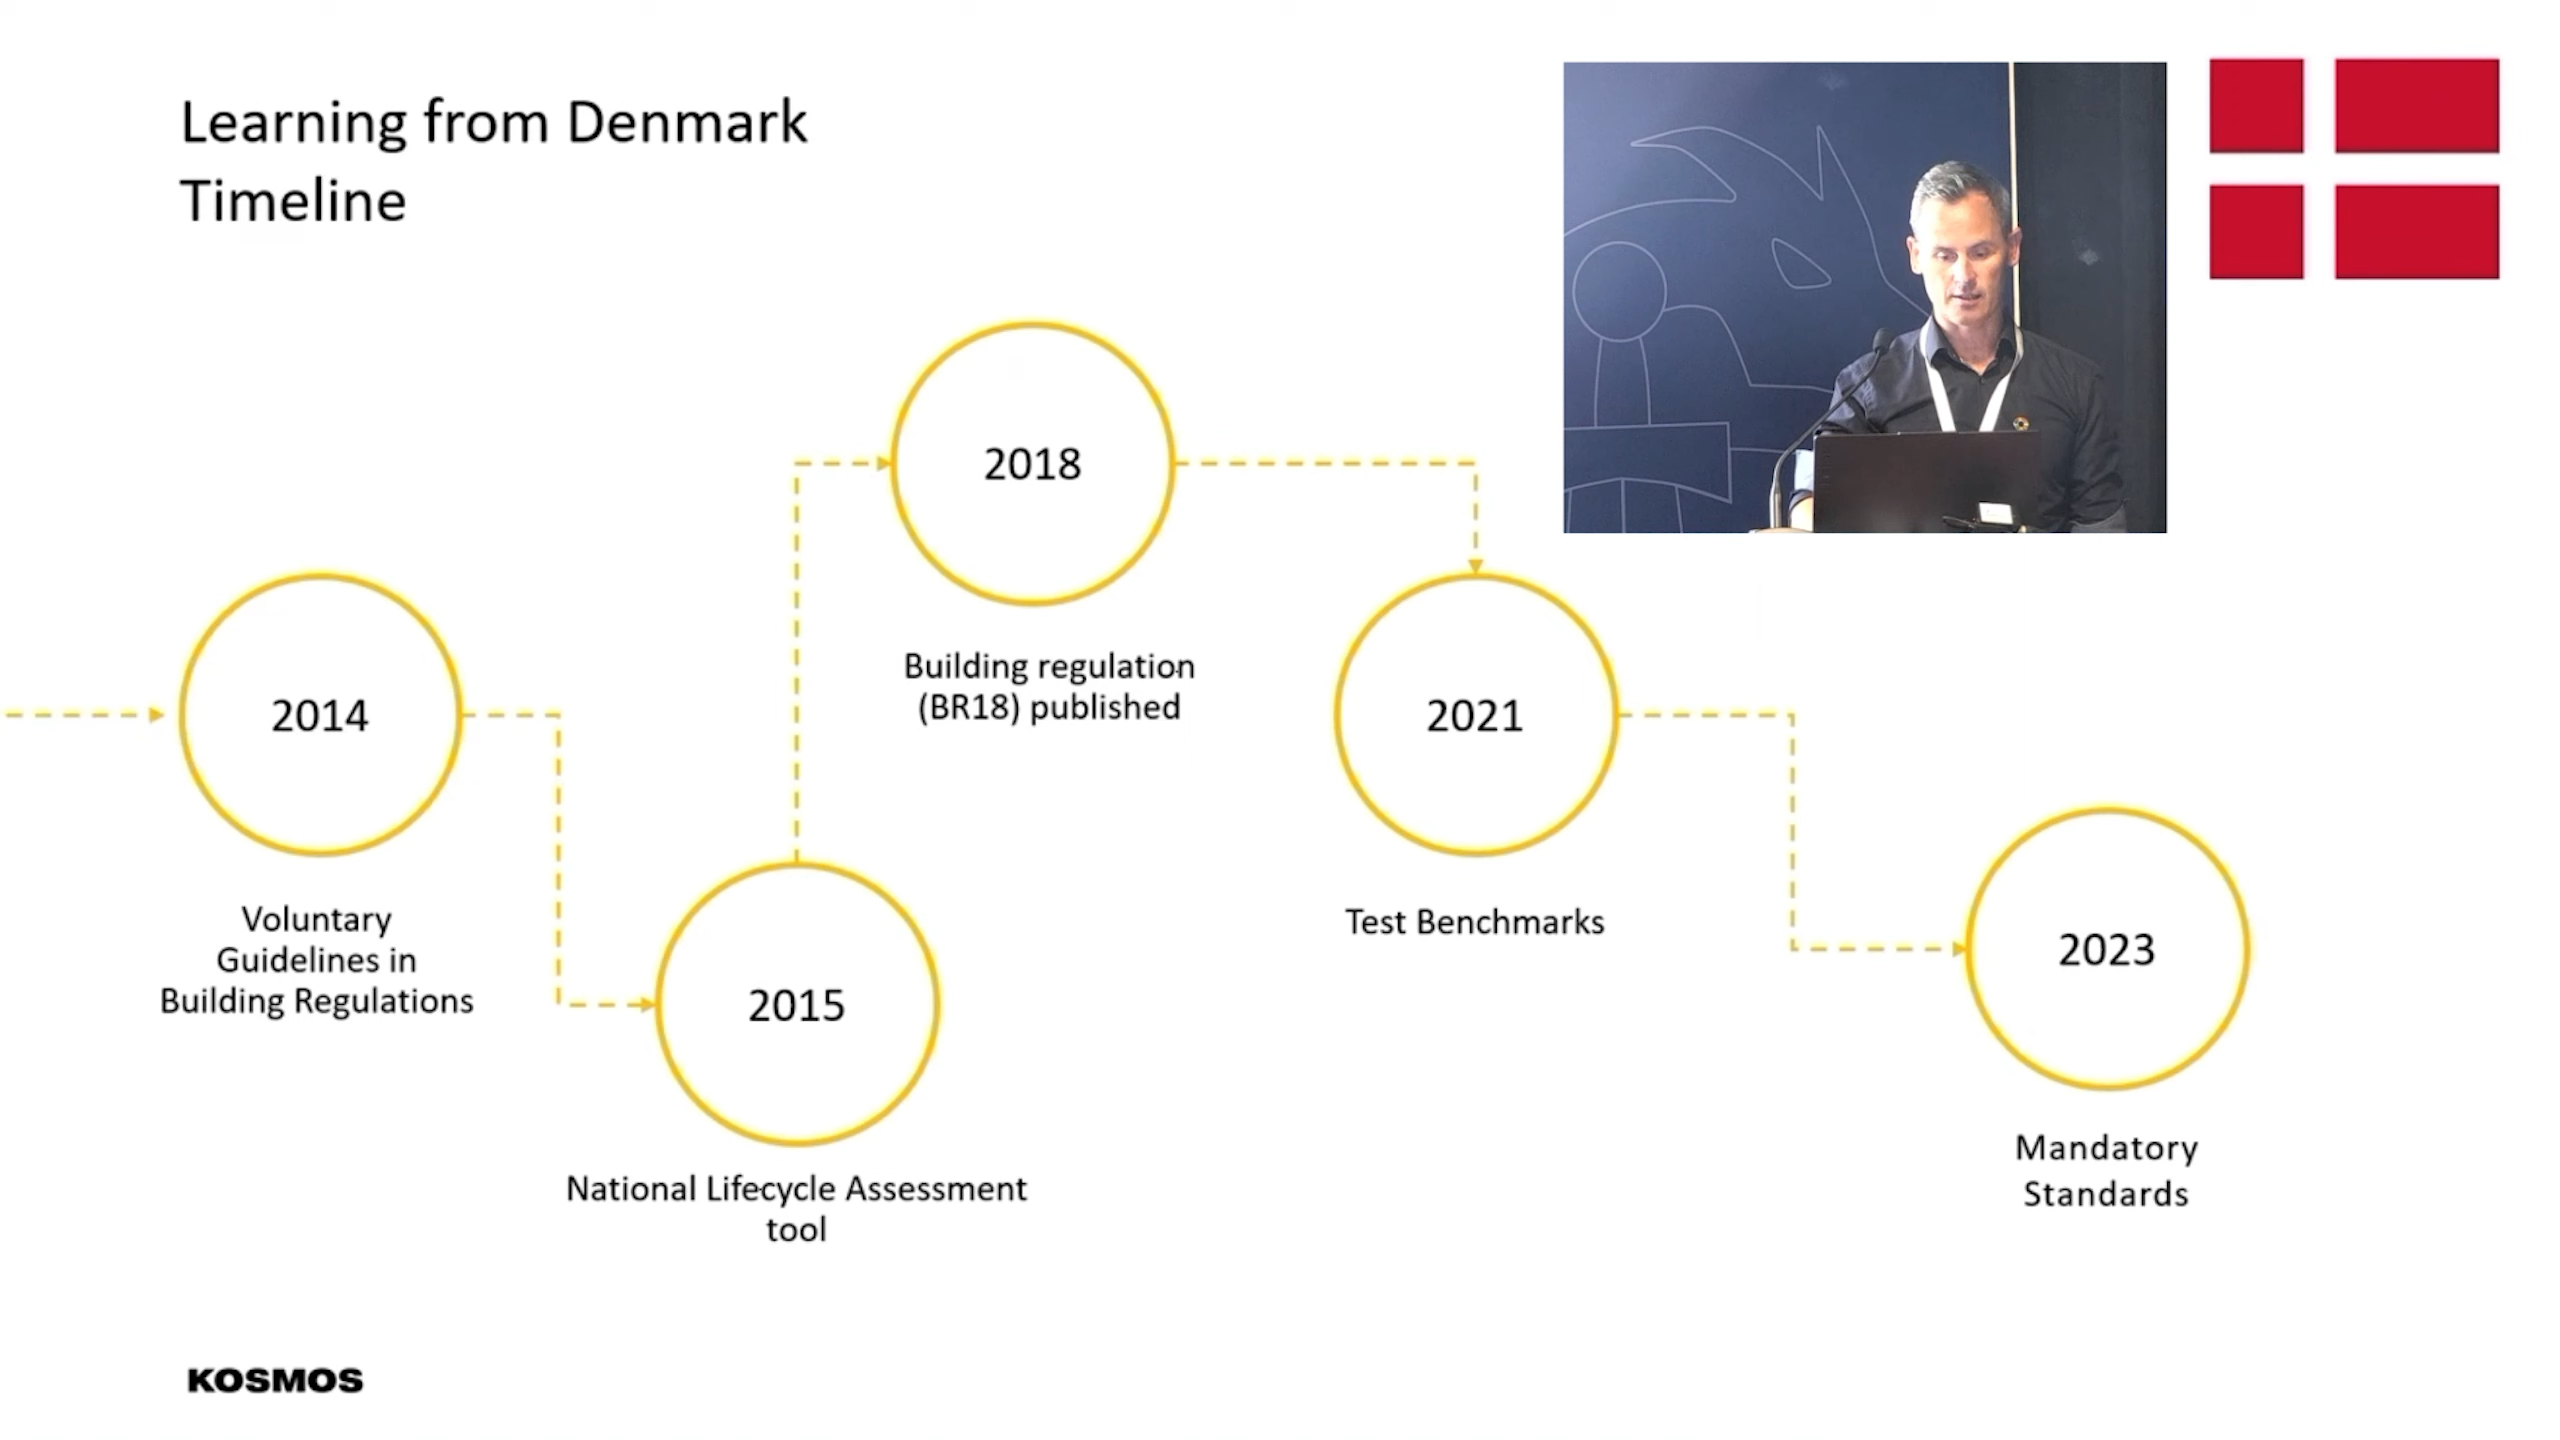 Learning from Denmark
Timeline
2014
Voluntary
Guidelines in
Building Regulations
2015
National Lifecycle Assessment
tool
2018
Building regulation
(BR18) published
2021
Test Benchmarks
2023
Mandatory
Standards
KOSMOS